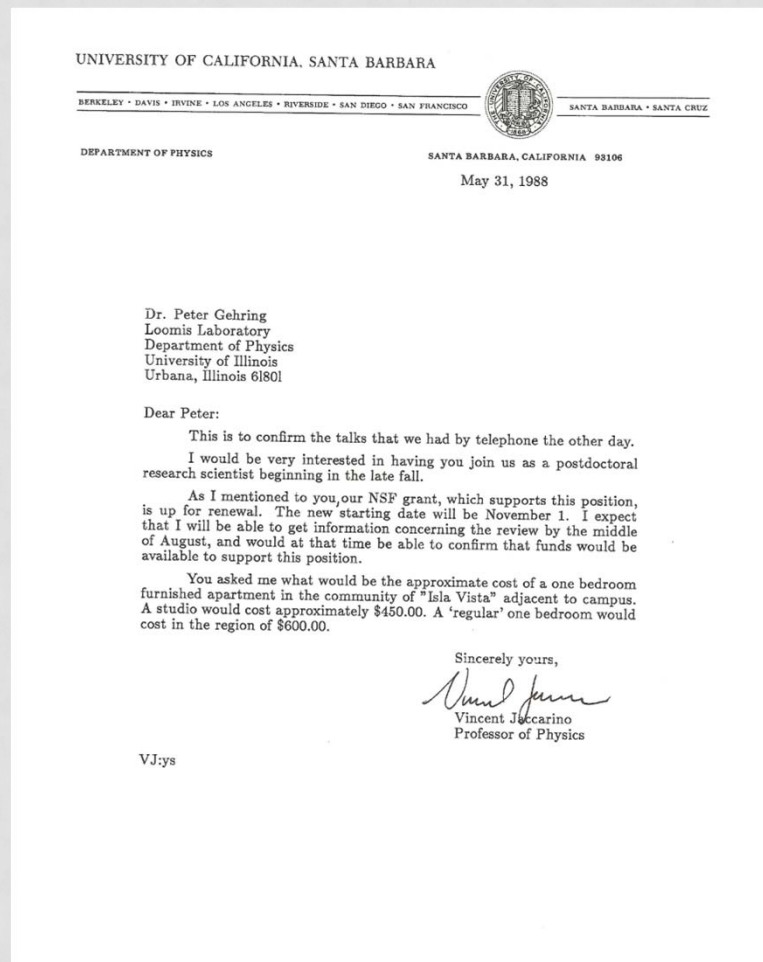 UNIVERSITY OF CALIFORNIA, SANTA BARBARA
BERKELEY • DAVIS • IRVINE • LOS ANGELES • RIVERSIDE • SAN DIEGO • SAN FRANCISCO
SANTA BARBARA • SANTA CRUZ
DEPARTMENT OF PHYSICS
SANTA BARBARA, CALIFORNIA 93106
May 31, 1988
Dr. Peter Gehring
Loomis Laboratory
Department of Physics
University of Illinois
Urbana, Illinois 61801
Dear Peter:
This is to confirm the talks that we had by telephone the other day.
I would be very interested in having you join us as a postdoctoral
research scientist beginning in the late fall.
As I mentioned to you, our NSF grant, which supports this position,
is up for renewal. The new starting date will be November 1. I expect
that I will be able to get information concerning the review by the middle
of August, and would at that time be able to confirm that funds would be
available to support this position.
You asked me what would be the approximate cost of a one bedroom
furnished apartment in the community of "Isla Vista" adjacent to campus.
A studio would cost approximately $450.00. A 'regular' one bedroom would
cost in the region of $600.00.
Sincerely yours,
Vincent Jaccarino
Professor of Physics
VJ:ys